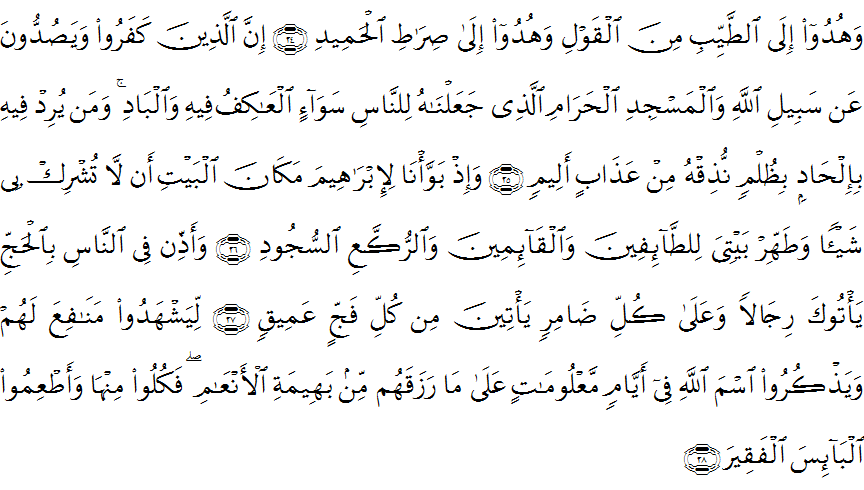 وَهُدُوٓا۟ إِلَى ٱلطَّيِّبِ مِنَ ٱلْقَوْلِ وَهُدُوٓا۟ إِلَىٰ صِرَٰطِ ٱلْحَمِيدِ ﴿٢٤﴾ إِنَّ ٱلَّذِينَ كَفَرُوا۟ وَيَصُدُّونَ
عَن سَبِيلِ ٱللَّهِ وَٱلْمَسْجِدِ ٱلْحَرَامِ ٱلَّذِى جَعَلْنَٰهُ لِلنَّاسِ سَوَآءً ٱلْعَٰكِفُ فِيهِ وَٱلْبَادِ ۚ وَمَن يُرِدْ فِيهِ
بِإِلْحَادٍۭ بِظُلْمٍ نُّذِقْهُ مِنْ عَذَابٍ أَلِيمٍ ﴿٢٥﴾ وَإِذْ بَوَّأْنَا لِإِبْرَٰهِيمَ مَكَانَ ٱلْبَيْتِ أَن لَّا تُشْرِكْ بِى
شَيْـًٔا وَطَهِّرْ بَيْتِىَ لِلطَّآئِفِينَ وَٱلْقَآئِمِينَ وَٱلرُّكَّعِ ٱلسُّجُودِ ﴿٢٦﴾ وَأَذِّن فِى ٱلنَّاسِ بِٱلْحَجِّ
يَأْتُوكَ رِجَالًا وَعَلَىٰ كُلِّ ضَامِرٍ يَأْتِينَ مِن كُلِّ فَجٍّ عَمِيقٍ ﴿٢٧﴾ لِّيَشْهَدُوا۟ مَنَٰفِعَ لَهُمْ
وَيَذْكُرُوا۟ ٱسْمَ ٱللَّهِ فِىٓ أَيَّامٍ مَّعْلُومَٰتٍ عَلَىٰ مَا رَزَقَهُم مِّنۢ بَهِيمَةِ ٱلْأَنْعَٰمِ ۖ فَكُلُوا۟ مِنْهَا وَأَطْعِمُوا۟
ٱلْبَآئِسَ ٱلْفَقِيرَ ﴿٢٨﴾